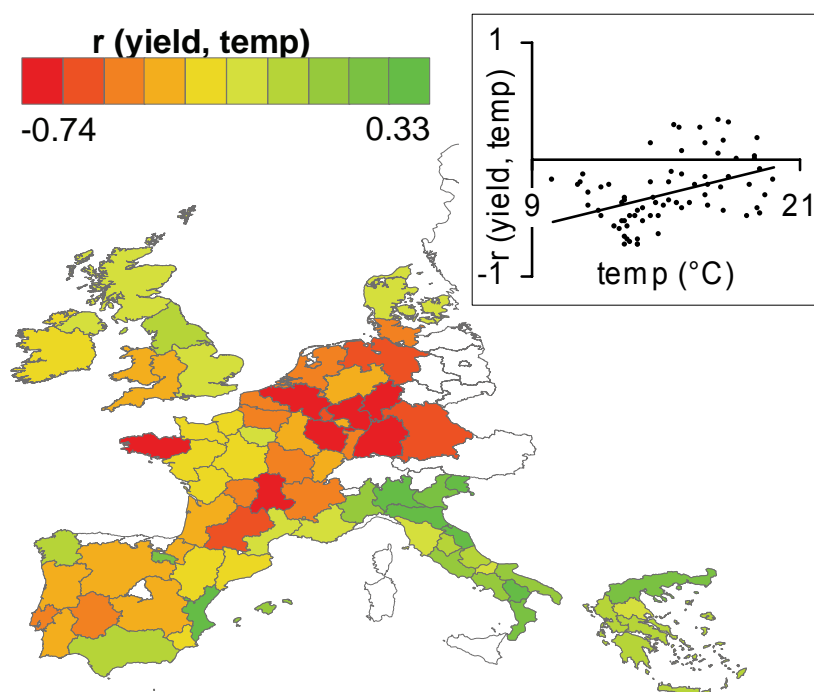 r (yield, temp)
-0.74 0.33
1
r (yield, temp)
9 21
-1
temp (°C)